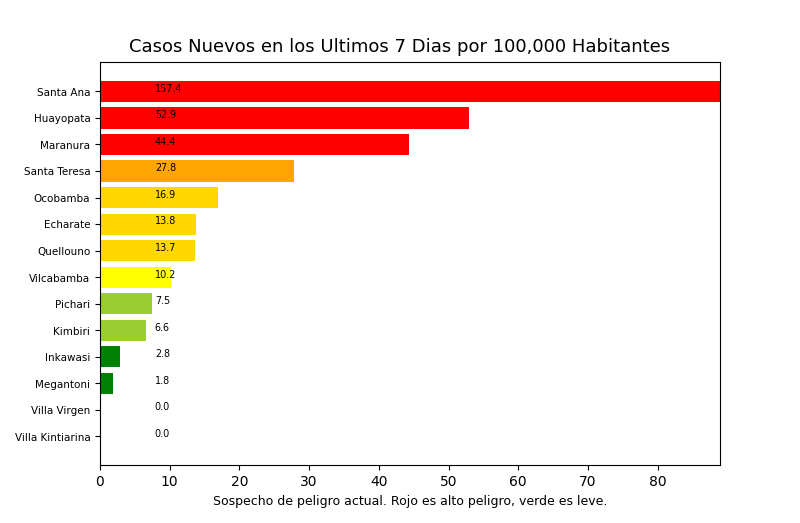 Casos Nuevos en los Ultimos 7 Dias por 100,000 Habitantes
Santa Ana 157.4
Huayopata 52.9
Maranura 44.4
Santa Teresa 27.8
Ocobamba 16.9
Echarate 13.8
Quellouno 13.7
Vilcabamba 10.2
Pichari 7.5
Kimbiri 6.6
Inkawasi 2.8
Megantoni 1.8
Villa Virgen 0.0
Villa Kintiarina 0.0
0 10 20 30 40 50 60 70 80
Sospecho de peligro actual. Rojo es alto peligro, verde es leve.